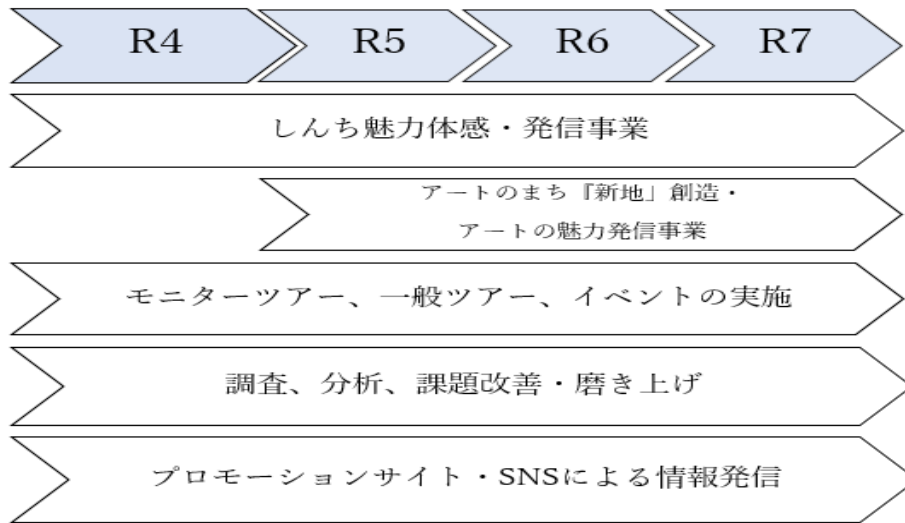 R4 R5 R6 R7
しんち魅力体感・発信事業
アートのまち『新地」創造・
アートの魅力発信事業
モニターツアー、一般ツアー、イベントの実施
調査、分析、課題改善・磨き上げ
プロモーションサイト・SNSによる情報発信